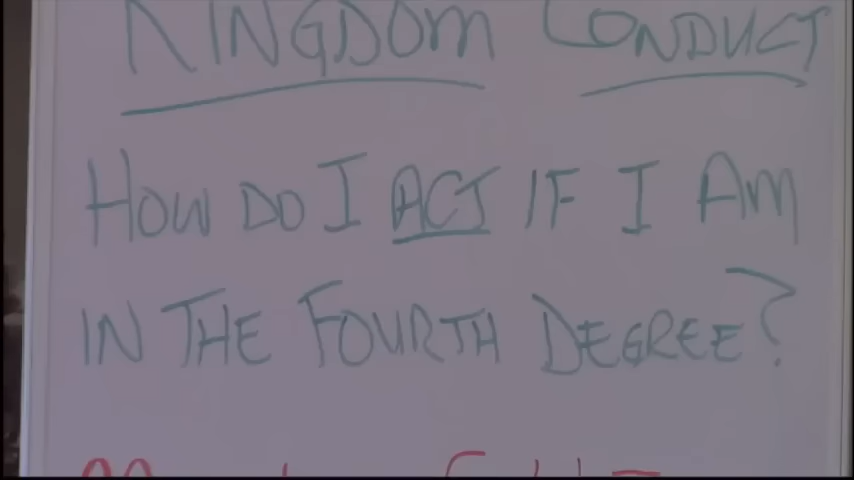 KINGDOM CONDUCT
HOW DO I ACT IF I AM
IN THE FOURTH DEGREE?